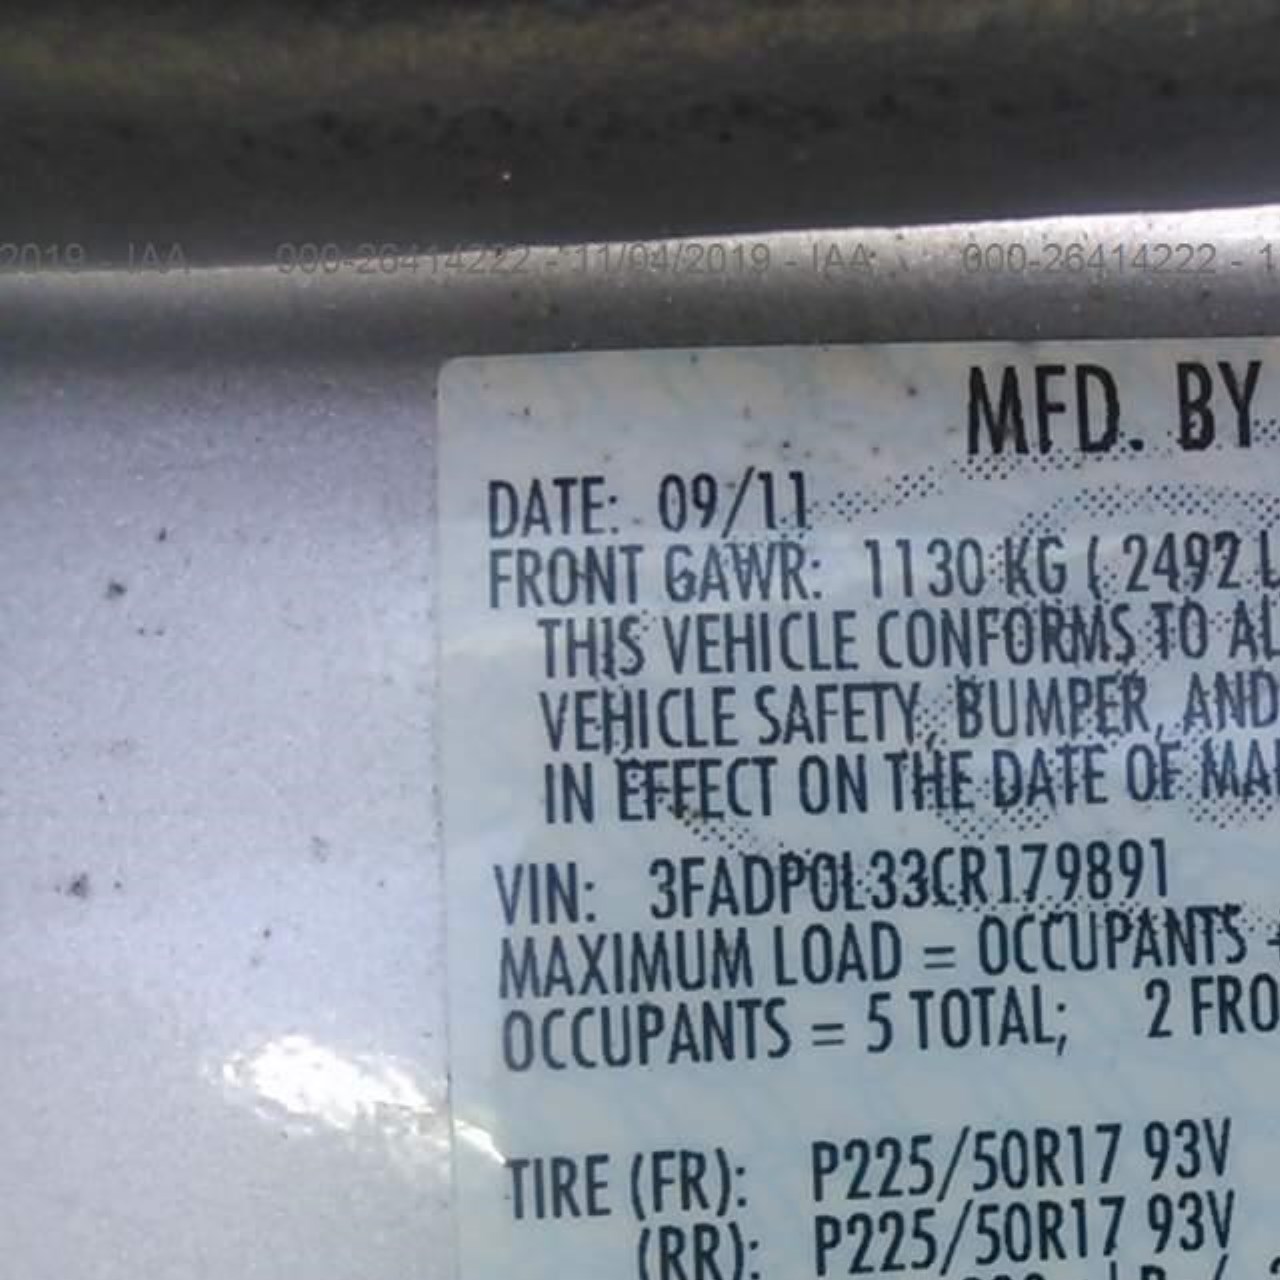 2019 - IAA 000-26414222 - 11/04/2019 - IAA 000-26414222 - 1
MFD. BY
DATE: 09/11
FRONT GAWR: 1130 KG ( 2492 L
THIS VEHICLE CONFORMS TO AL
VEHICLE SAFETY, BUMPER, AND
IN EFFECT ON THE DATE OF MA
VIN: 3FADP0L33CR179891
MAXIMUM LOAD = OCCUPANTS +
OCCUPANTS = 5 TOTAL; 2 FRO
TIRE (FR): P225/50R17 93V
(RR): P225/50R17 93V